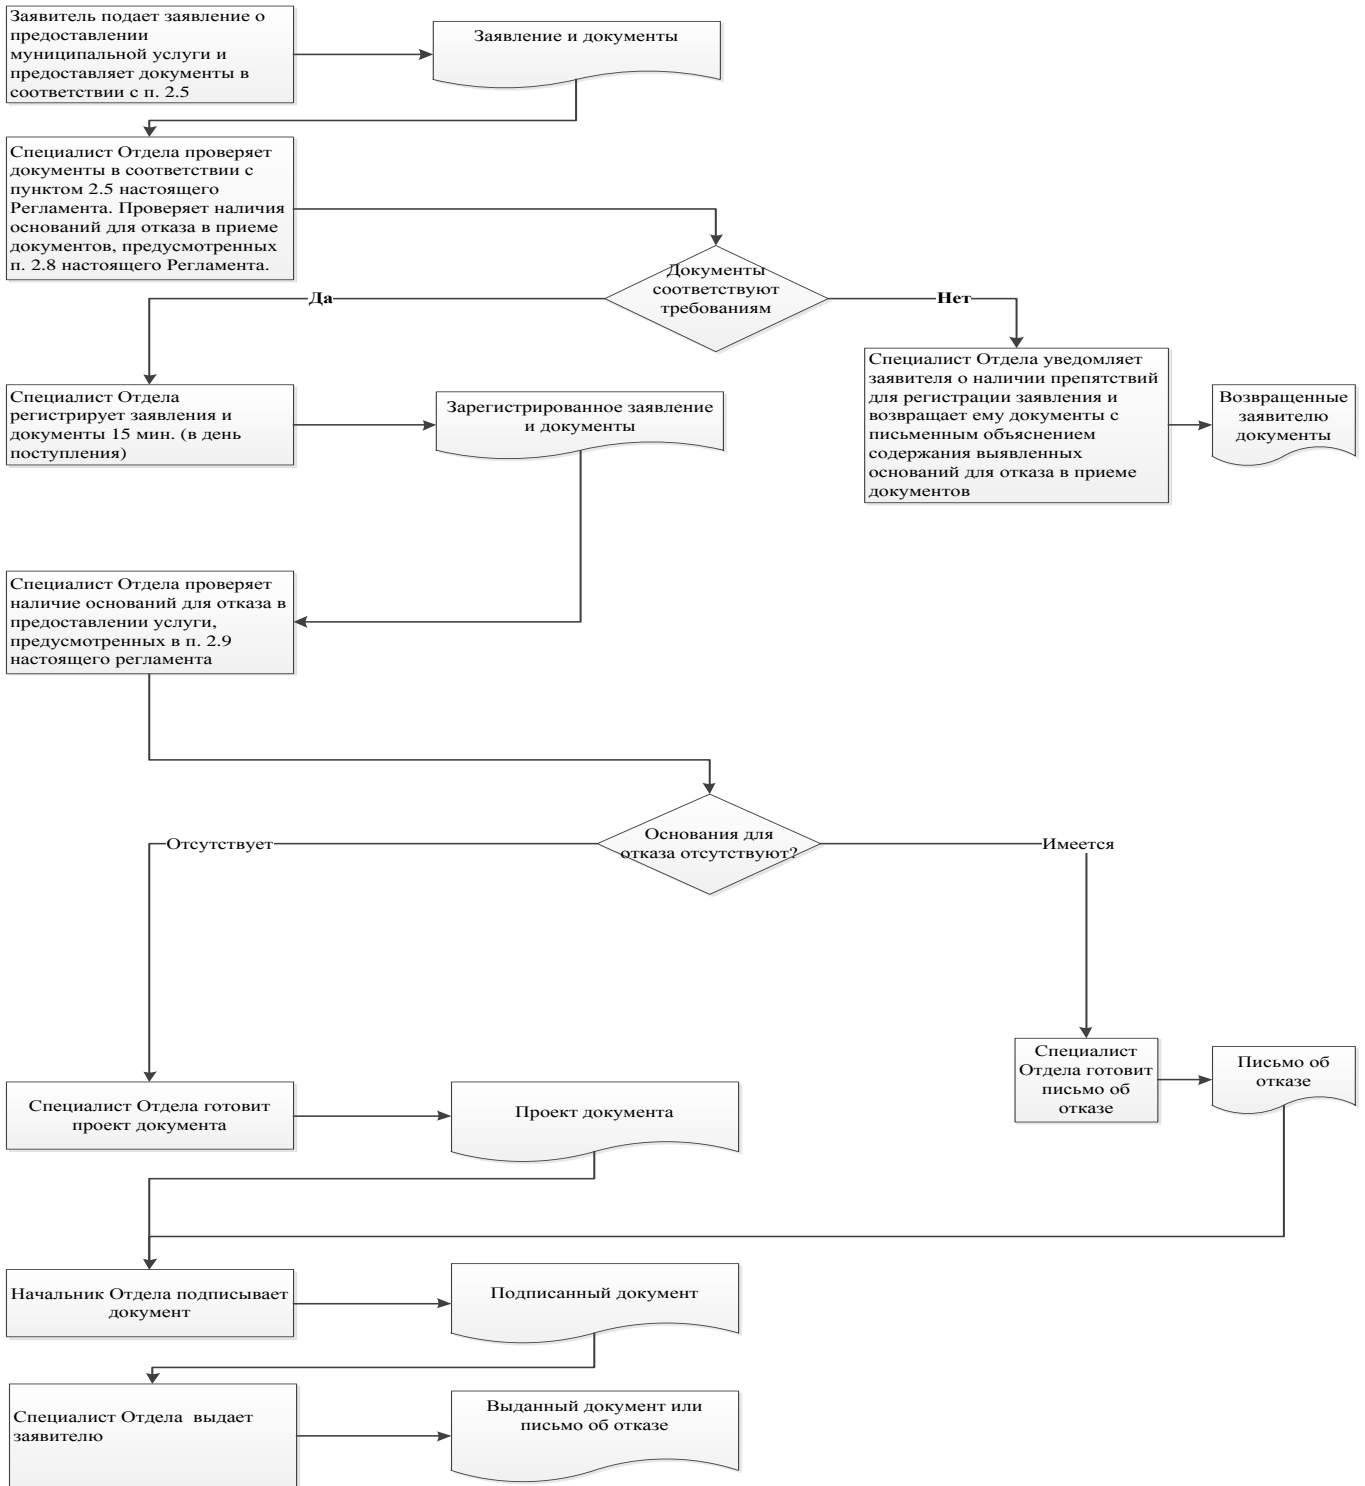 Заявитель подает заявление о
предоставлении
муниципальной услуги и
предоставляет документы в
соответствии с п. 2.5
Заявление и документы
Специалист Отдела проверяет
документы в соответствии с
пунктом 2.5 настоящего
Регламента. Проверяет наличия
оснований для отказа в приеме
документов, предусмотренных
п. 2.8 настоящего Регламента.
Документы
соответствуют
требованиям
Да
Нет
Специалист Отдела
регистрирует заявления и
документы 15 мин. (в день
поступления)
Зарегистрированное заявление
и документы
Специалист Отдела уведомляет
заявителя о наличии препятствий
для регистрации заявления и
возвращает ему документы с
письменным объяснением
содержания выявленных
оснований для отказа в приеме
документов
Возвращенные
заявителю
документы
Специалист Отдела проверяет
наличие оснований для отказа в
предоставлении услуги,
предусмотренных в п. 2.9
настоящего регламента
Основания для
отказа отсутствуют?
Отсутствует
Имеется
Специалист
Отдела готовит
письмо об
отказе
Письмо об
отказе
Специалист Отдела готовит
проект документа
Проект документа
Начальник Отдела подписывает
документ
Подписанный документ
Специалист Отдела  выдает
заявителю
Выданный документ или
письмо об отказе